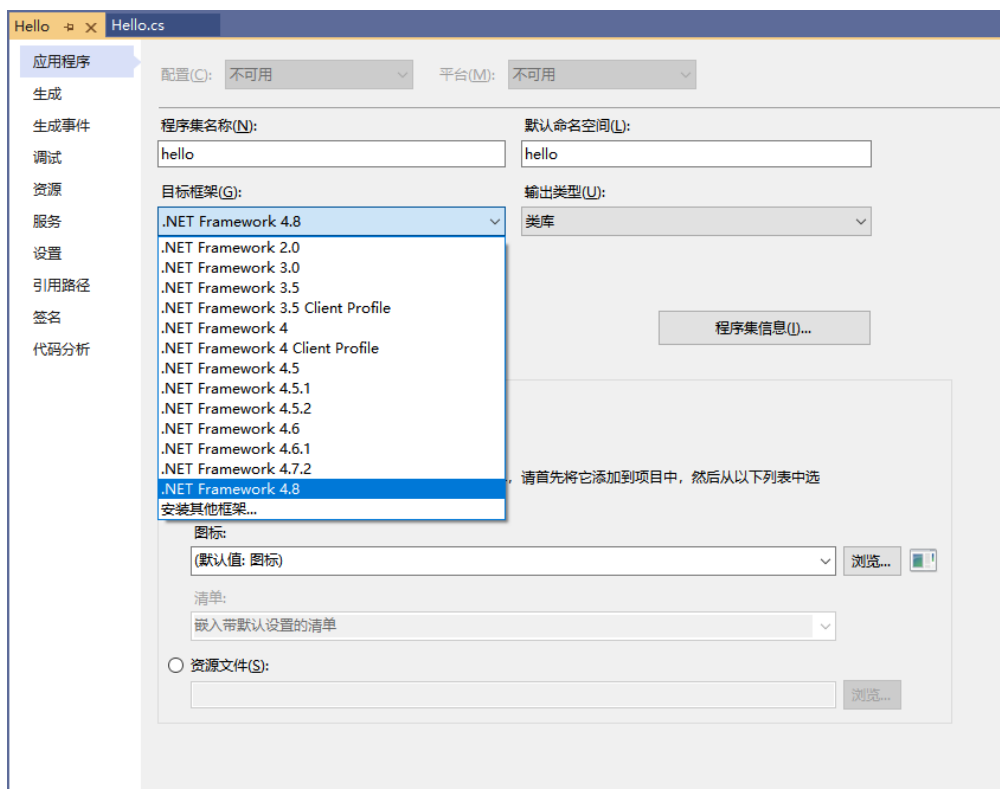 Hello
Hello.cs
应用程序
生成
生成事件
调试
资源
服务
设置
引用路径
签名
代码分析
配置(C): 不可用 平台(M): 不可用
程序集名称(N): 默认命名空间(L):
hello hello
目标框架(G): 输出类型(U):
.NET Framework 4.8 类库
.NET Framework 2.0
.NET Framework 3.0
.NET Framework 3.5
.NET Framework 3.5 Client Profile
.NET Framework 4
.NET Framework 4 Client Profile
.NET Framework 4.5
.NET Framework 4.5.1
.NET Framework 4.5.2
.NET Framework 4.6
.NET Framework 4.6.1
.NET Framework 4.7.2
.NET Framework 4.8
安装其他框架...
程序集信息(I)...
，请首先将它添加到项目中，然后从以下列表中选
图标:
(默认值: 图标) 浏览...
清单:
嵌入带默认设置的清单
资源文件(S):
浏览...